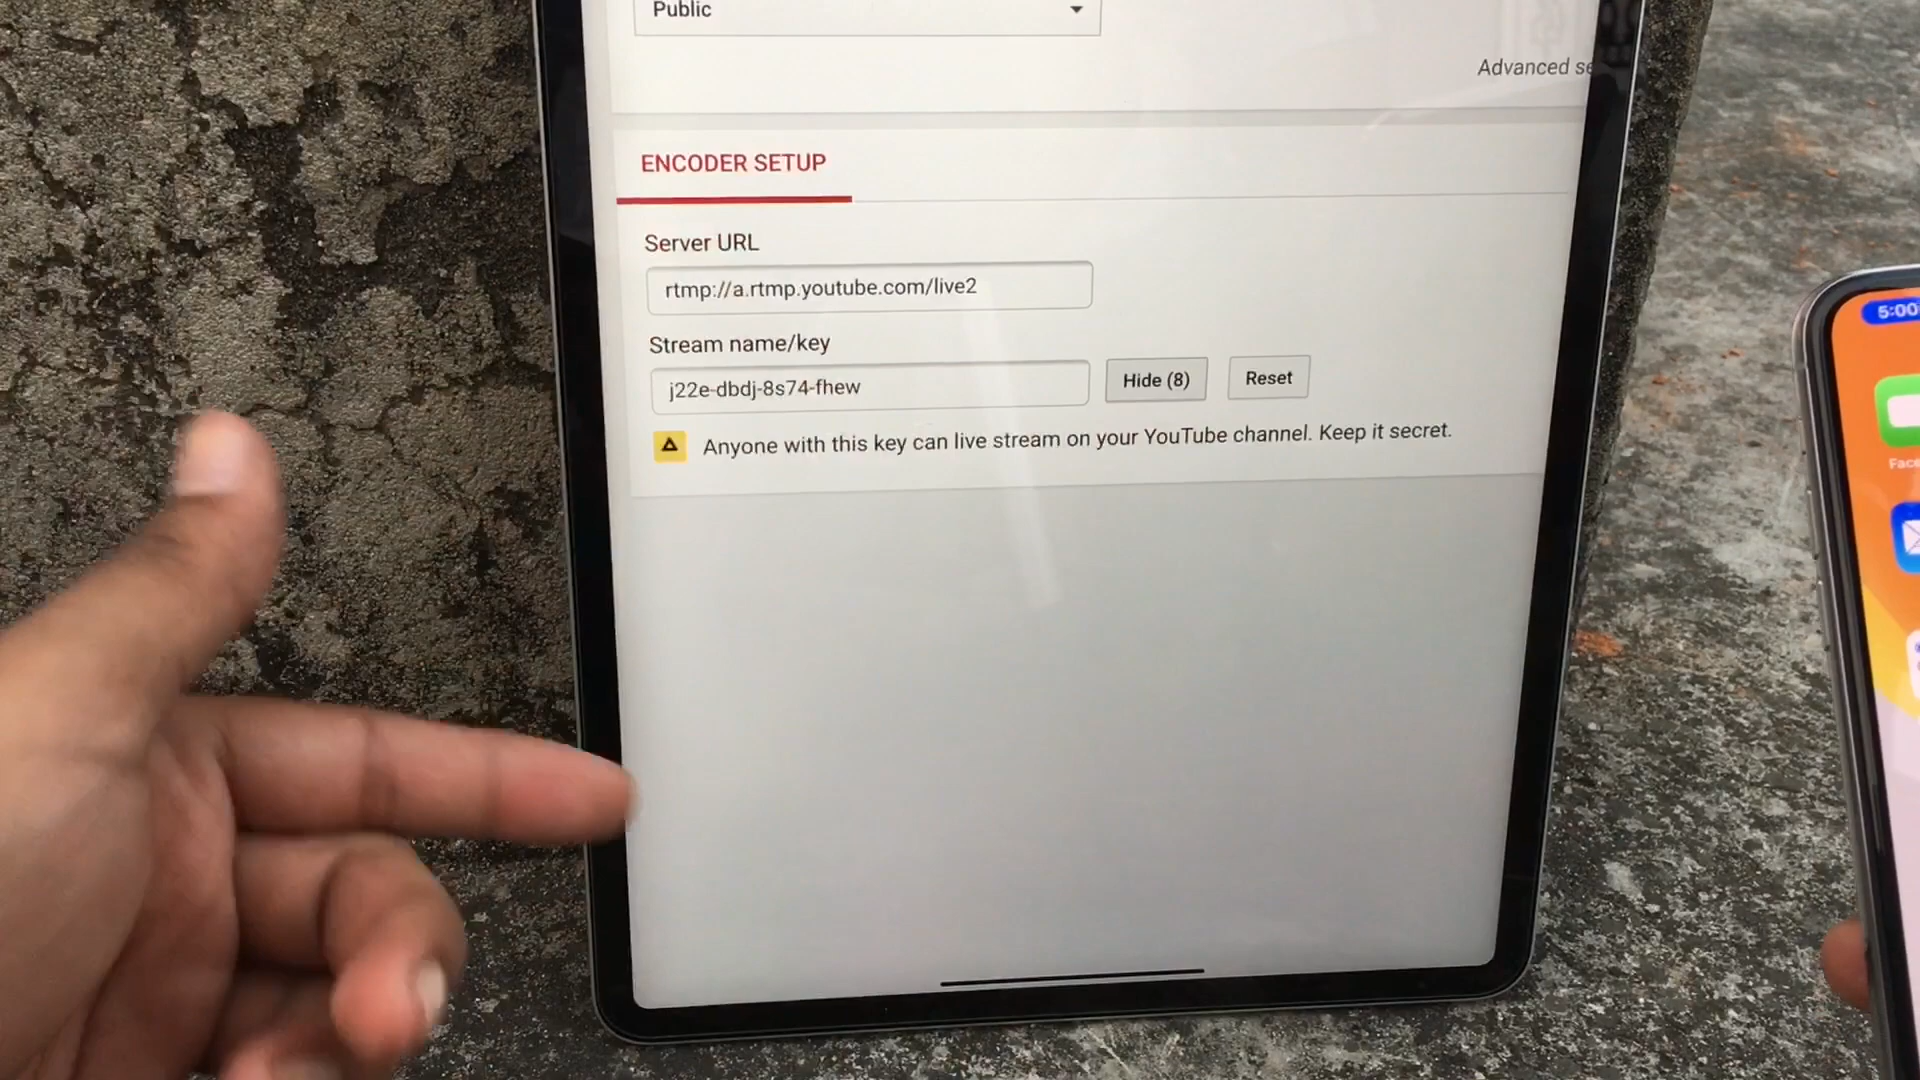 Public
Advanced se
ENCODER SETUP
Server URL
rtmp://a.rtmp.youtube.com/live2
Stream name/key
j22e-dbdj-8s74-fhew
Hide (8)
Reset
Anyone with this key can live stream on your YouTube channel. Keep it secret.
5:00
Face